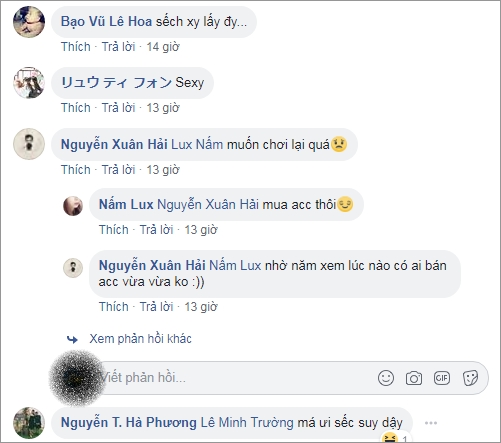 Bạo Vũ Lê Hoa sếch xy lấy đy...
Thích · Trả lời · 14 giờ
リュウ ティ フォン Sexy
Thích · Trả lời · 13 giờ
Nguyễn Xuân Hải Lux Nấm muốn chơi lại quá😟
Thích · Trả lời · 13 giờ
Nấm Lux Nguyễn Xuân Hải mua acc thôi😏
Thích · Trả lời · 13 giờ
Nguyễn Xuân Hải Nấm Lux nhờ năm xem lúc nào có ai bán
acc vừa vừa ko :))
Thích · Trả lời · 13 giờ
Xem phản hồi khác
Viết phản hồi...
GIF
Nguyễn T. Hà Phương Lê Minh Trường má ưi sếc suy dậy
1